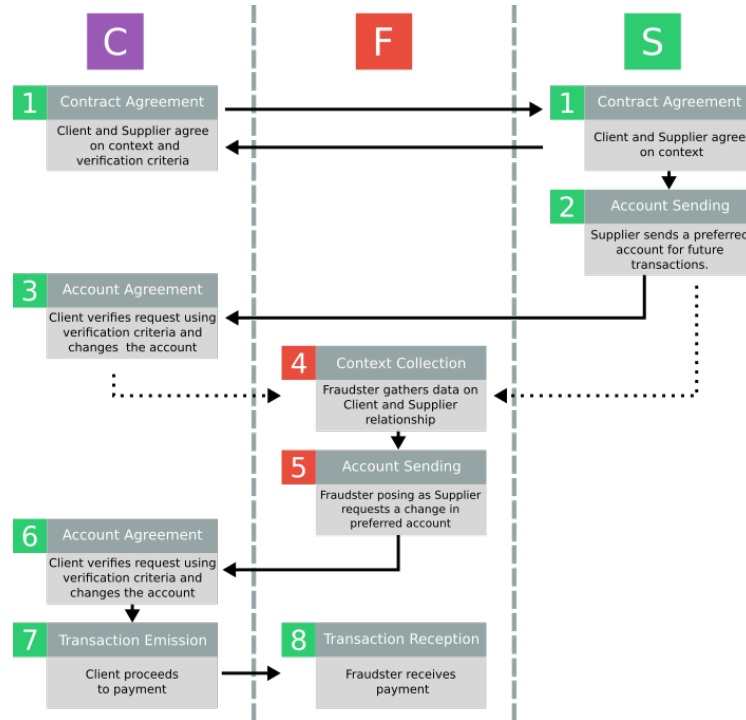 C
F
S
1
Contract Agreement
Client and Supplier agree
on context and
verification criteria
1
Contract Agreement
Client and Supplier agree
on context
2
Account Sending
Supplier sends a preferred
account for future
transactions.
3
Account Agreement
Client verifies request using
verification criteria and
changes the account
4
Context Collection
Fraudster gathers data on
Client and Supplier
relationship
5
Account Sending
Fraudster posing as Supplier
requests a change in
preferred account
6
Account Agreement
Client verifies request using
verification criteria and
changes the account
7
Transaction Emission
Client proceeds
to payment
8
Transaction Reception
Fraudster receives
payment